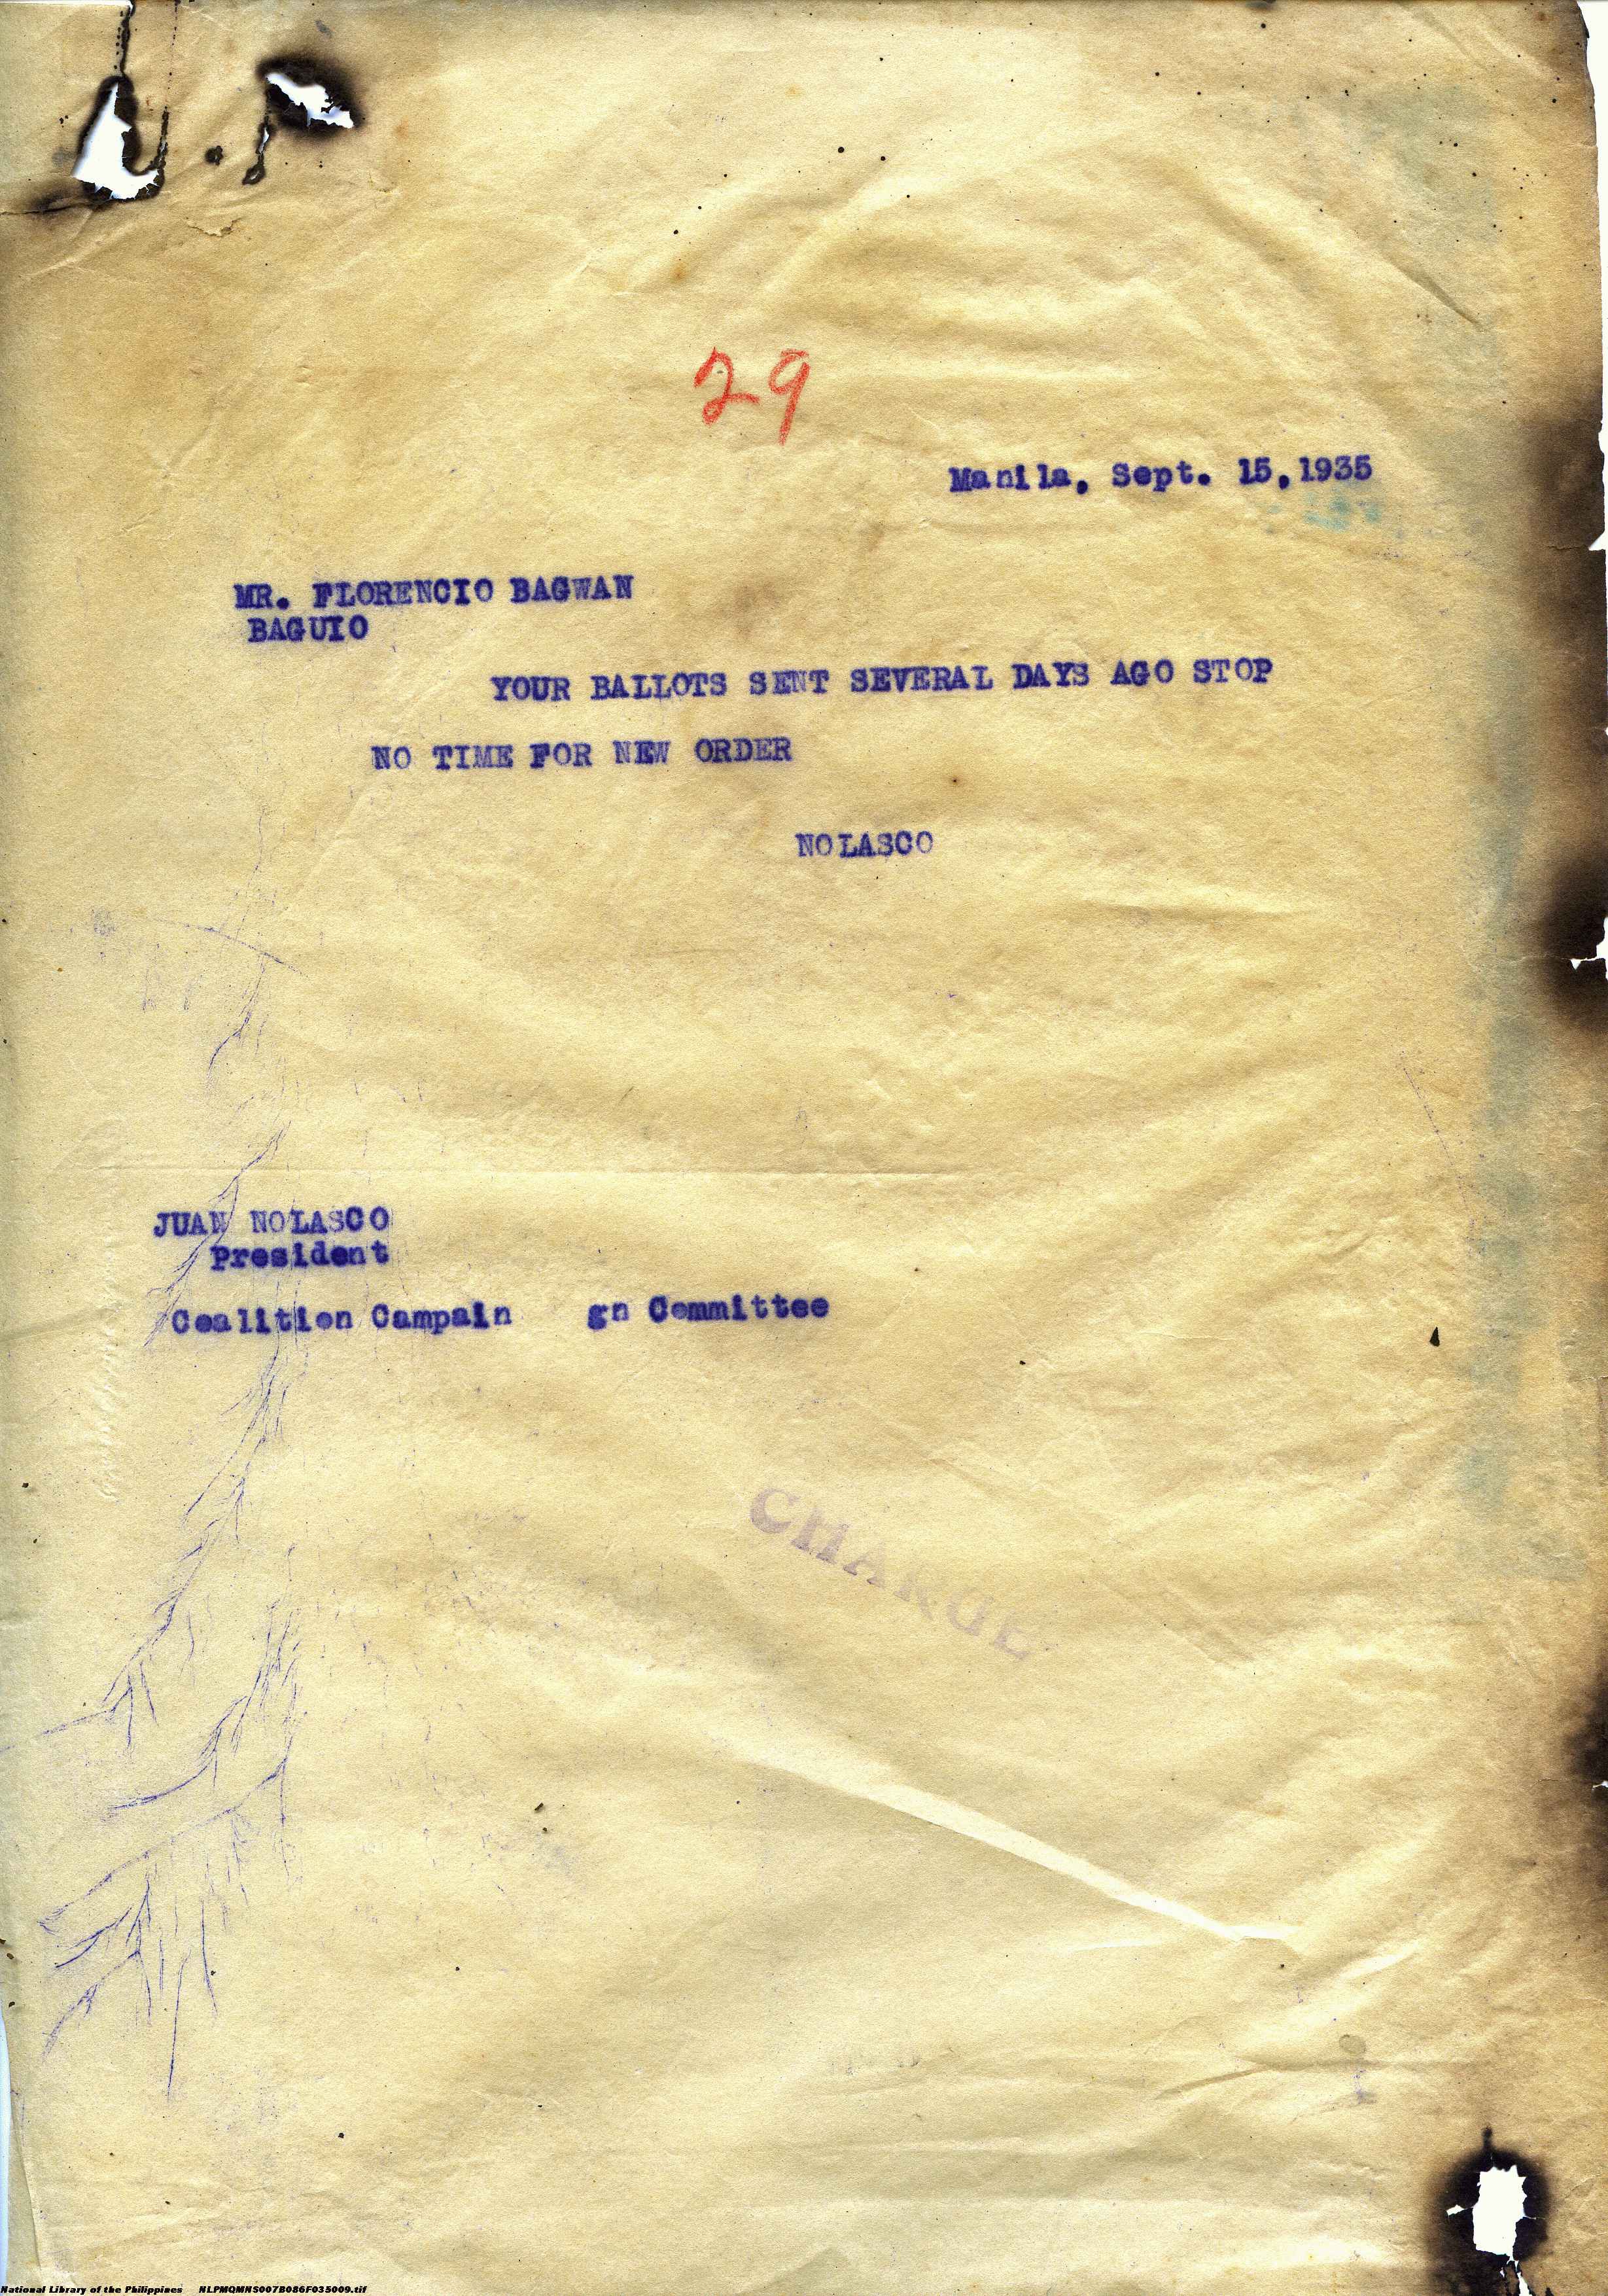 29
Manila, Sept. 15, 1935
MR. FLORENCIO BAGWAN
BAGUIO
YOUR BALLOTS SENT SEVERAL DAYS AGO STOP
NO TIME FOR NEW ORDER
NOLASCO
JUAN NOLASCO
President
Coalition Campain gn Committee
CHARGE
National Library of the Philippines NLPMQMNS007B086F035009.tif